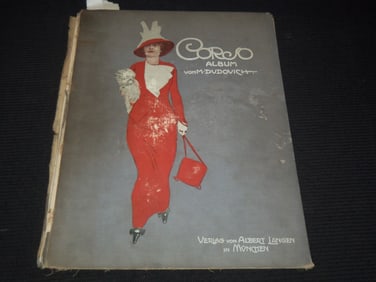 CORSO
ALBUM
VON M. DUDOVICH
VERLAG VON ALBERT LANGEN
IN MÜNCHEN